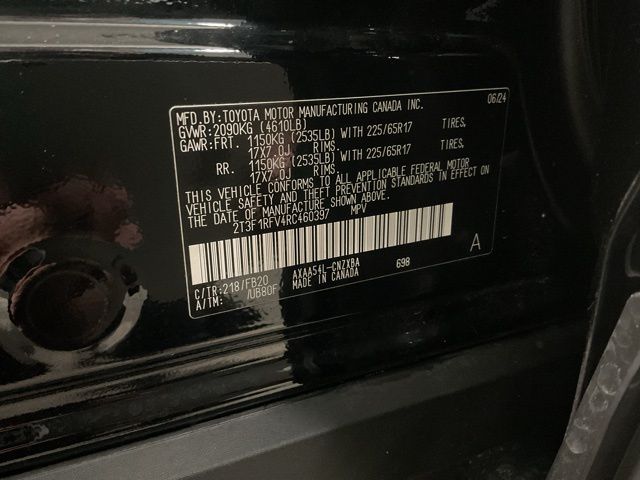 MFD.BY:TOYOTA MOTOR MANUFACTURING CANADA INC. 06/24
GVWR:2090KG (4610LB)
GAWR:FRT. 1150KG (2535LB) WITH 225/65R17 TIRES,
17X7.0J RIMS.
RR. 1150KG (2535LB) WITH 225/65R17 TIRES,
17X7.0J RIMS.
THIS VEHICLE CONFORMS TO ALL APPLICABLE FEDERAL MOTOR
VEHICLE SAFETY AND THEFT PREVENTION STANDARDS IN EFFECT ON
THE DATE OF MANUFACTURE SHOWN ABOVE.
2T3F1RFV4RC460397 MPV
C/TR:218/FB20 AXAA54L-CNZXBA 698 A
A/TM: /UB80F MADE IN CANADA